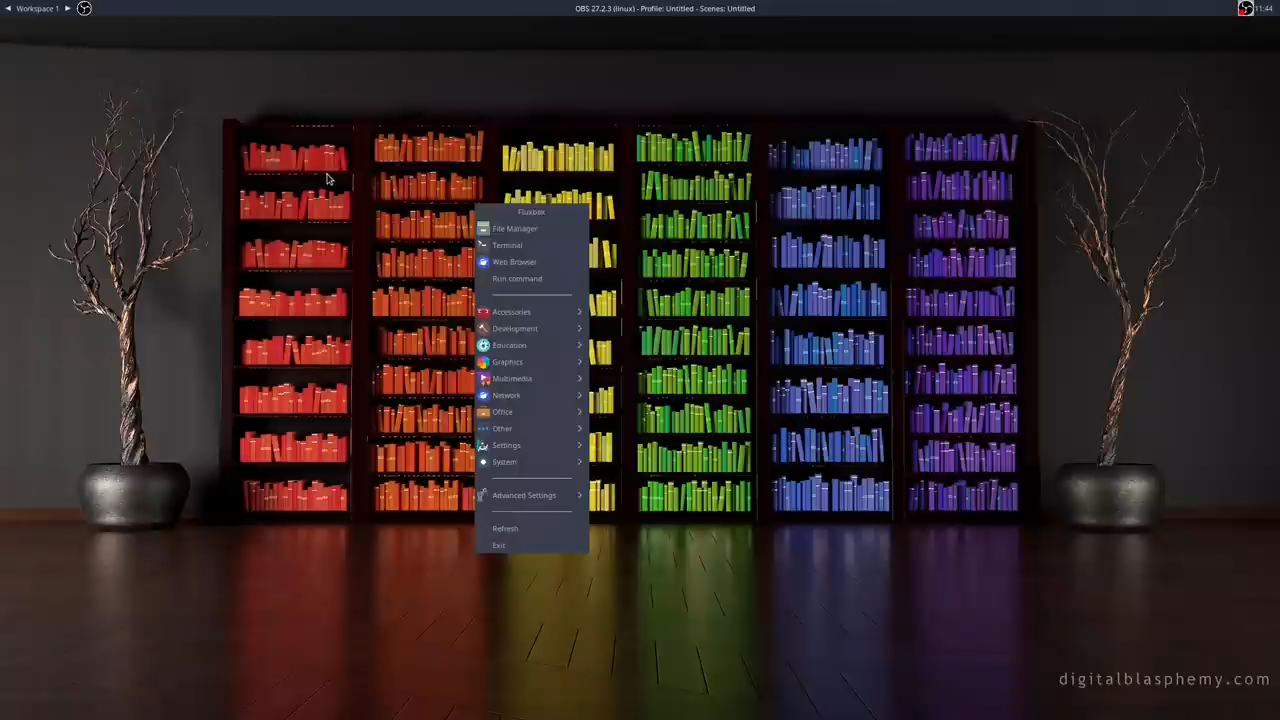 Workspace 1
OBS 27.2.3 (linux) - Profile: Untitled - Scenes: Untitled
11:44
Fluxbox
File Manager
Terminal
Web Browser
Run command
Accessories
Development
Education
Graphics
Multimedia
Network
Office
Other
Settings
System
Advanced Settings
Refresh
Exit
digitalblasphemy.com